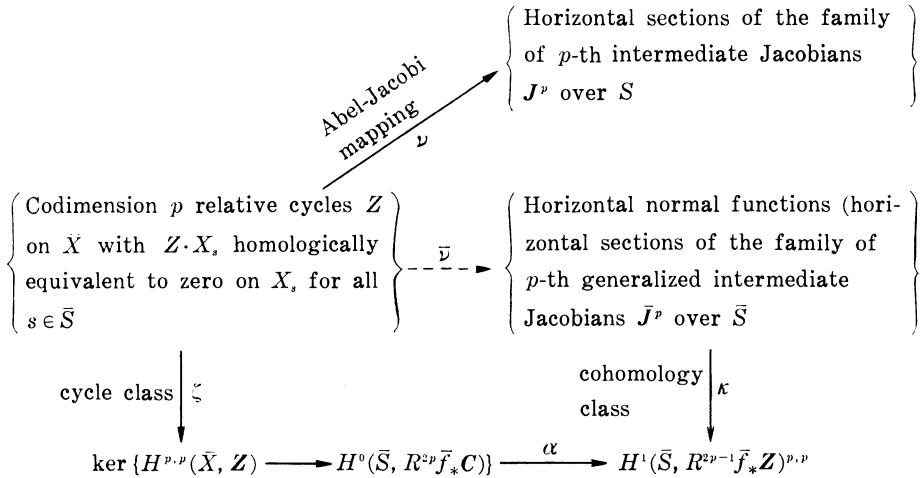 Horizontal sections of the family
of p-th intermediate Jacobians
J^p over S
Abel-Jacobi
mapping
ν
Codimension p relative cycles Z
on X̄ with Z·X_s homologically
equivalent to zero on X_s for all
s∈S̄
ν̄
Horizontal normal functions (hori-
zontal sections of the family of
p-th generalized intermediate
Jacobians J̄^p over S̄
cycle class ζ
cohomology
class
κ
ker {H^{p,p}(X̄, Z) ⟶ H^0(S̄, R^{2p}f̄_*C)} ⟶ α H^1(S̄, R^{2p-1}f̄_*Z)^{p,p}